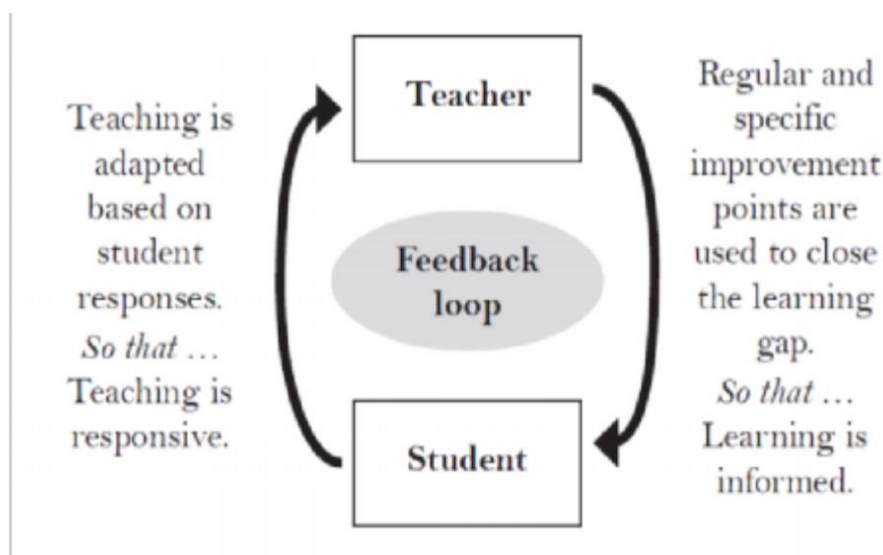 Teacher
Teaching is
adapted
based on
student
responses.
So that ...
Teaching is
responsive.
Feedback
loop
Regular and
specific
improvement
points are
used to close
the learning
gap.
So that ...
Learning is
informed.
Student